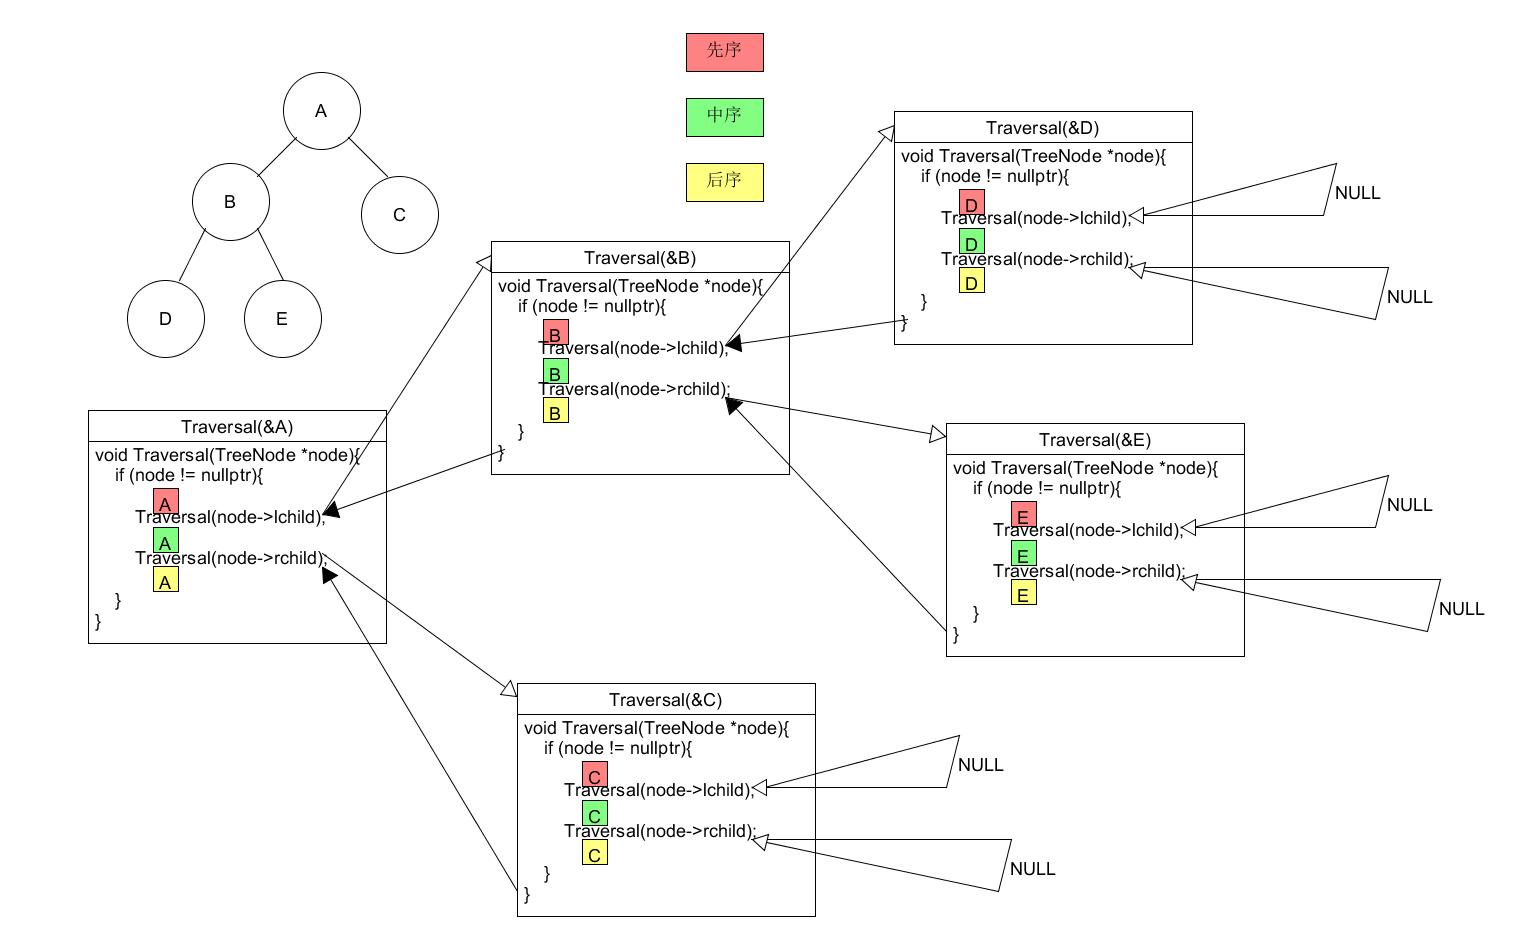 A
B
C
D
E
先序
中序
后序
Traversal(&A)
void Traversal(TreeNode *node){
if (node != nullptr){
A
Traversal(node->lchild);
A
Traversal(node->rchild);
A
}
}
Traversal(&B)
void Traversal(TreeNode *node){
if (node != nullptr){
B
Traversal(node->lchild);
B
Traversal(node->rchild);
B
}
}
Traversal(&D)
void Traversal(TreeNode *node){
if (node != nullptr){
D
Traversal(node->lchild);
D
Traversal(node->rchild);
D
}
}
NULL
NULL
Traversal(&E)
void Traversal(TreeNode *node){
if (node != nullptr){
E
Traversal(node->lchild);
E
Traversal(node->rchild);
E
}
}
NULL
NULL
Traversal(&C)
void Traversal(TreeNode *node){
if (node != nullptr){
C
Traversal(node->lchild);
C
Traversal(node->rchild);
C
}
}
NULL
NULL